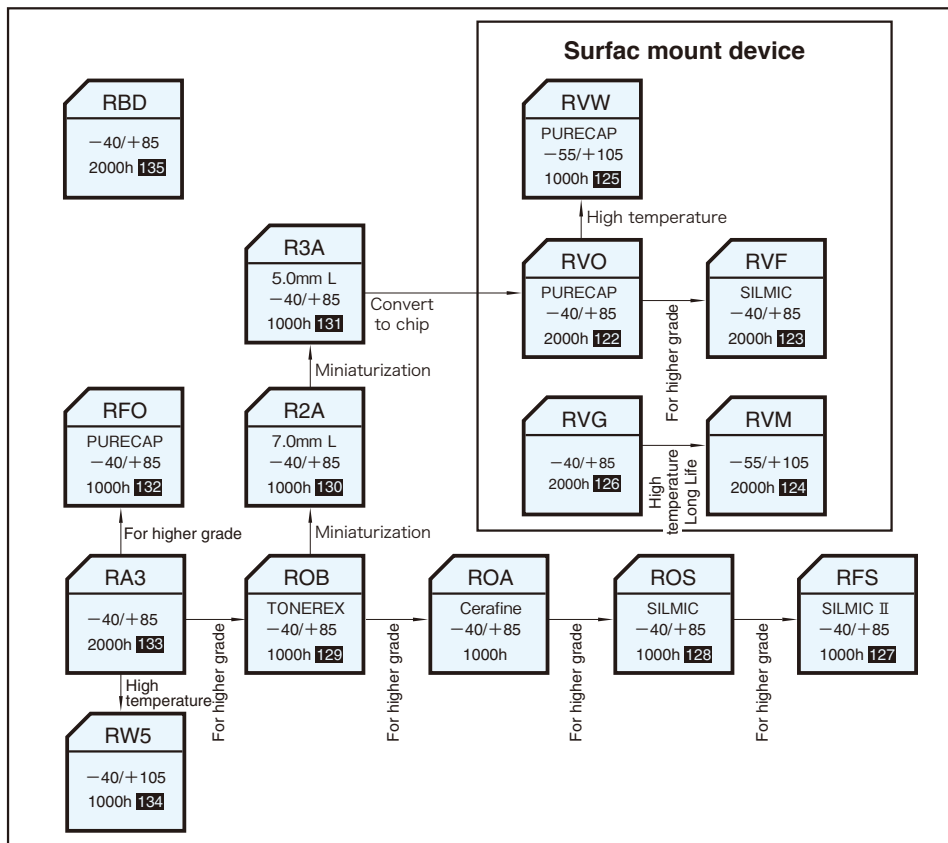 Surfac mount device
RBD
−40/+85
2000h 135
RVW
PURECAP
−55/+105
1000h 125
High temperature
R3A
5.0mm L
−40/+85
1000h 131
Convert
to chip
RVO
PURECAP
−40/+85
2000h 122
For higher grade
RVF
SILMIC
−40/+85
2000h 123
Miniaturization
RFO
PURECAP
−40/+85
1000h 132
R2A
7.0mm L
−40/+85
1000h 130
RVG
−40/+85
2000h 126
High
temperature
Long Life
RVM
−55/+105
2000h 124
For higher grade
Miniaturization
RA3
−40/+85
2000h 133
For higher grade
ROB
TONEREX
−40/+85
1000h 129
For higher grade
ROA
Cerafine
−40/+85
1000h
For higher grade
ROS
SILMIC
−40/+85
1000h 128
For higher grade
RFS
SILMIC II
−40/+85
1000h 127
High
temperature
RW5
−40/+105
1000h 134